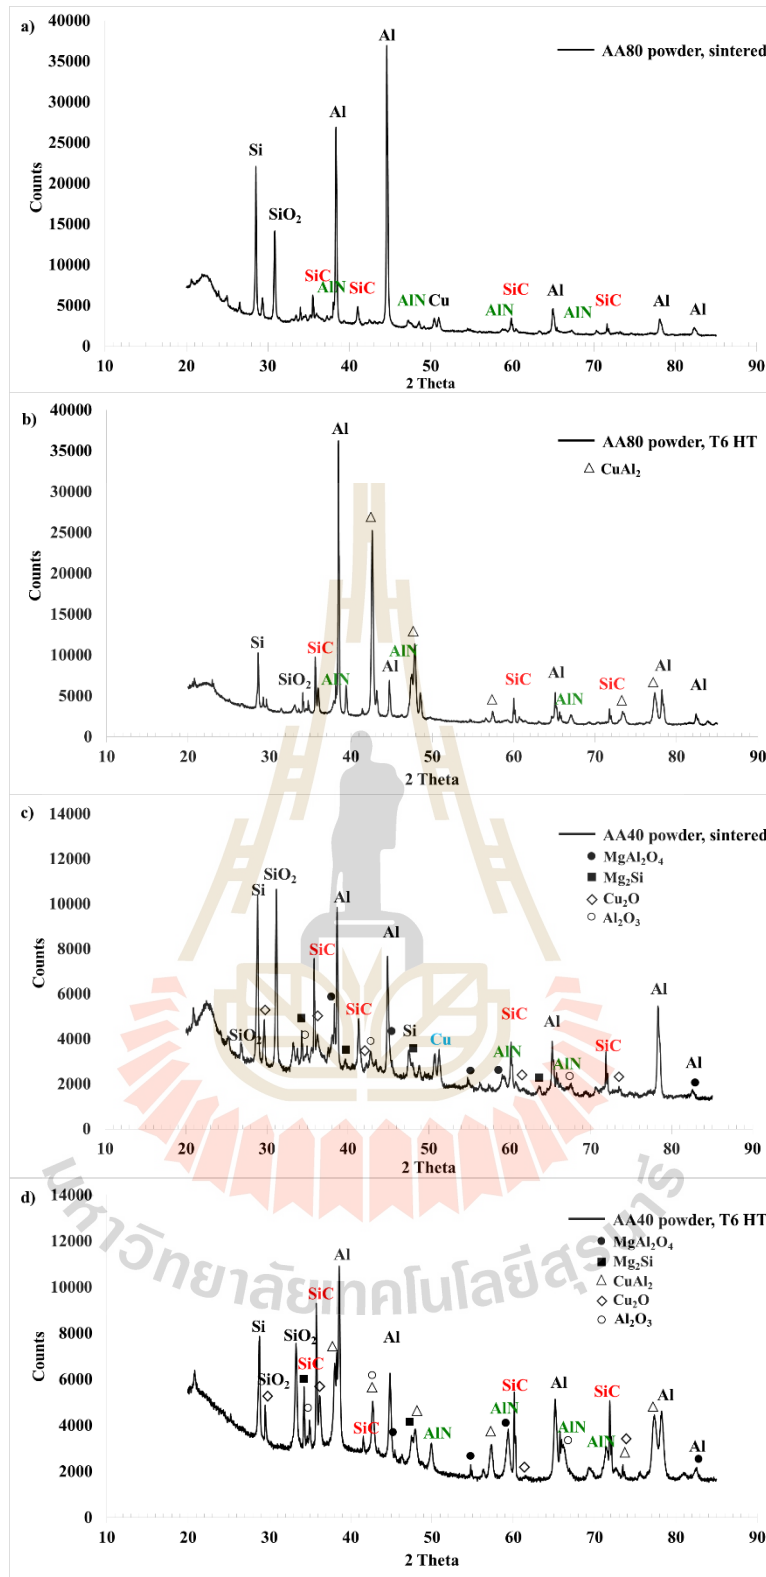 a)
40000
35000
30000
25000
20000
15000
10000
5000
0
Counts
10 20 30 40 50 60 70 80 90
2 Theta
AA80 powder, sintered
Si
SiO₂
SiC
AlN
Al
SiC
Al
AlN
Cu
AlN
SiC
Al
AlN
SiC
Al
Al
b)
40000
35000
30000
25000
20000
15000
10000
5000
0
Counts
10 20 30 40 50 60 70 80 90
2 Theta
AA80 powder, T6 HT
CuAl₂
Si
SiO₂
SiC
AlN
Al
Al
AlN
SiC
Al
AlN
SiC
Al
Al
c)
14000
12000
10000
8000
6000
4000
2000
0
Counts
10 20 30 40 50 60 70 80 90
2 Theta
AA40 powder, sintered
MgAl₂O₄
Mg₂Si
Cu₂O
Al₂O₃
SiO₂
Si
SiO₂
SiC
Al
SiC
Al
Si
Cu
AlN
SiC
Al
AlN
SiC
Al
Al
d)
14000
12000
10000
8000
6000
4000
2000
0
Counts
10 20 30 40 50 60 70 80 90
2 Theta
AA40 powder, T6 HT
MgAl₂O₄
Mg₂Si
CuAl₂
Cu₂O
Al₂O₃
Si
SiO₂
SiO₂
SiC
SiC
Al
SiC
Al
AlN
AlN
SiC
Al
AlN
AlN
SiC
Al
Al
มหาวิทยาลัยเทคโนโลยีสุรนารี